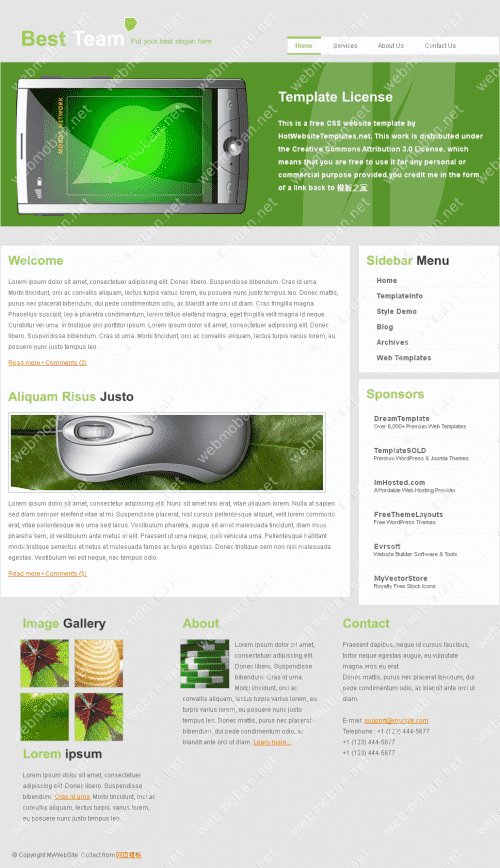 Best Team
Put your best slogan here
Home Services About Us Contact Us
Template License
This is a free CSS website template by
HotWebsiteTemplates.net. This work is distributed under
the Creative Commons Attribution 3.0 License, which
means that you are free to use it for any personal or
commercial purpose provided you credit me in the form
of a link back to 模板之家
Welcome
Lorem ipsum dolor sit amet, consectetuer adipiscing elit. Donec libero. Suspendisse bibendum. Cras id urna.
Morbi tincidunt, orci ac convallis aliquam, lectus turpis varius lorem, eu posuere nunc justo tempus leo. Donec mattis,
purus nec placerat bibendum, dui pede condimentum odio, ac blandit ante orci ut diam. Cras fringilla magna.
Phasellus suscipit, leo a pharetra condimentum, lorem tellus eleifend magna, eget fringilla velit magna id neque.
Curabitur vel urna. In tristique orci porttitor ipsum. Lorem ipsum dolor sit amet, consectetuer adipiscing elit. Donec
libero. Suspendisse bibendum. Cras id urna. Morbi tincidunt, orci ac convallis aliquam, lectus turpis varius lorem, eu
posuere nunc justo tempus leo.
Read more • Comments (2)
Aliquam Risus Justo
Lorem ipsum dolor sit amet, consectetur adipiscing elit. Nunc sit amet nisi erat, vitae aliquam lorem. Nulla at sapien
sed diam semper eleifend vitae at mi. Suspendisse placerat, nisl cursus pellentesque aliquet, velit lorem commodo
erat, vitae pellentesque leo urna sed lacus. Vestibulum pharetra, augue sit amet malesuada tincidunt, diam risus
pharetra sem, id vestibulum ante metus in elit. Praesent ut urna neque, quis vehicula urna. Pellentesque habitant
morbi tristique senectus et netus et malesuada fames ac turpis egestas. Donec tristique sem non nisi malesuada
egestas. Vestibulum vel est neque, nec tempus odio.
Read more • Comments (5)
Sidebar Menu
Home
TemplateInfo
Style Demo
Blog
Archives
Web Templates
Sponsors
DreamTemplate
Over 6,000+ Premium Web Templates
TemplateSOLD
Premium WordPress & Joomla Themes
ImHosted.com
Affordable Web Hosting Provider
FreeThemeLayouts
Free WordPress Themes
Evrsoft
Website Builder Software & Tools
MyVectorStore
Royalty Free Stock Icons
Image Gallery
Lorem ipsum
Lorem ipsum dolor sit amet, consectetuer
adipiscing elit. Donec libero. Suspendisse
bibendum. Cras id urna. Morbi tincidunt, orci ac
convallis aliquam, lectus turpis. varius lorem,
eu posuere nunc justo tempus leo.
About
Lorem ipsum dolor sit amet,
consectetuer adipiscing elit.
Donec libero. Suspendisse
bibendum. Cras id urna.
Morbi tincidunt, orci ac
convallis aliquam, lectus turpis varius lorem, eu
posuere nunc justo tempus leo. Donec mattis,
purus nec placerat bibendum, dui pede
condimentum odio, ac
blandit ante orci ut diam. Learn more...
Contact
Praesent dapibus, neque id cursus faucibus,
tortor neque egestas augue, eu vulputate
magna eros eu erat.
Donec mattis, purus nec placerat bibendum, dui
pede condimentum odio, ac blandit ante orci ut
diam.
E-mail: support@mysite.com
Telephone : +1 (123) 444-5677
+1 (123) 444-5677
+1 (123) 444-5677
© Copyright MyWebSite. Collect from 网页模板
webmoban.net